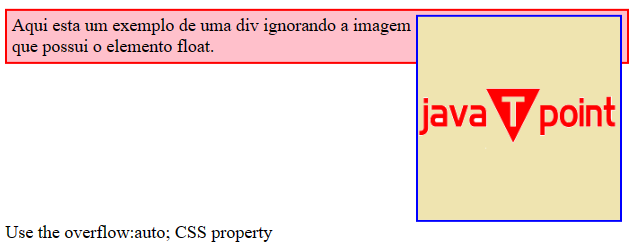 Aqui esta um exemplo de uma div ignorando a imagem
que possui o elemento float.
java T point
Use the overflow:auto; CSS property